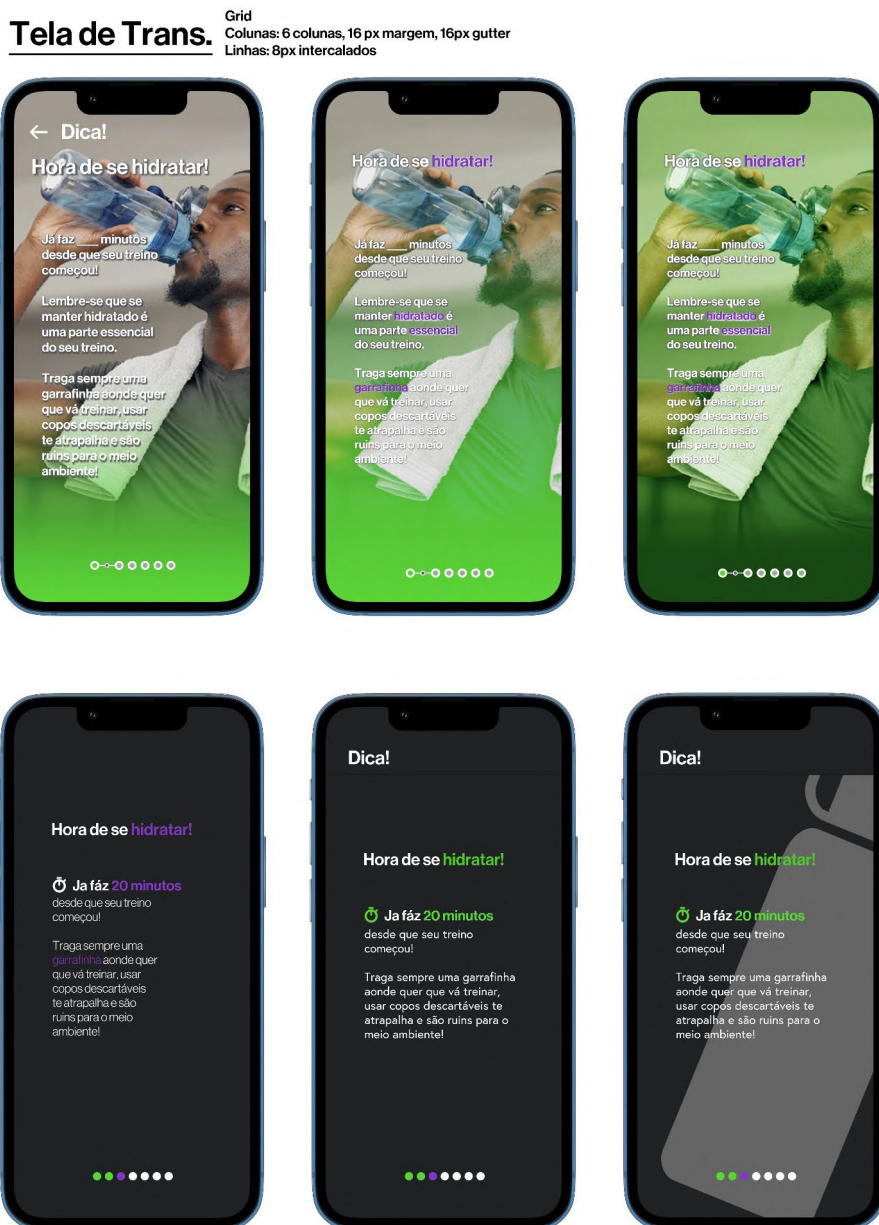 Tela de Trans.
Grid
Colunas: 6 colunas, 16 px margem, 16px gutter
Linhas: 8px intercalados
← Dica!
Hora de se hidratar!
Já faz ___ minutos
desde que seu treino
começou!
Lembre-se que se
manter hidratado é
uma parte essencial
do seu treino.
Traga sempre uma
garrafinha aonde quer
que vá treinar, usar
copos descartáveis
te atrapalha e são
ruins para o meio
ambiente!
Hora de se hidratar!
Já faz ___ minutos
desde que seu treino
começou!
Lembre-se que se
manter hidratado é
uma parte essencial
do seu treino.
Traga sempre uma
garrafinha aonde quer
que vá treinar, usar
copos descartáveis
te atrapalha e são
ruins para o meio
ambiente!
Hora de se hidratar!
Já faz ___ minutos
desde que seu treino
começou!
Lembre-se que se
manter hidratado é
uma parte essencial
do seu treino.
Traga sempre uma
garrafinha aonde quer
que vá treinar, usar
copos descartáveis
te atrapalha e são
ruins para o meio
ambiente!
Hora de se hidratar!
Ja fáz 20 minutos
desde que seu treino
começou!
Traga sempre uma
garrafinha aonde quer
que vá treinar, usar
copos descartáveis
te atrapalha e são
ruins para o meio
ambiente!
Dica!
Hora de se hidratar!
Ja fáz 20 minutos
desde que seu treino
começou!
Traga sempre uma garrafinha
aonde quer que vá treinar,
usar copos descartáveis te
atrapalha e são ruins para o
meio ambiente!
Dica!
Hora de se hidratar!
Ja fáz 20 minutos
desde que seu treino
começou!
Traga sempre uma garrafinha
aonde quer que vá treinar,
usar copos descartáveis te
atrapalha e são ruins para o
meio ambiente!